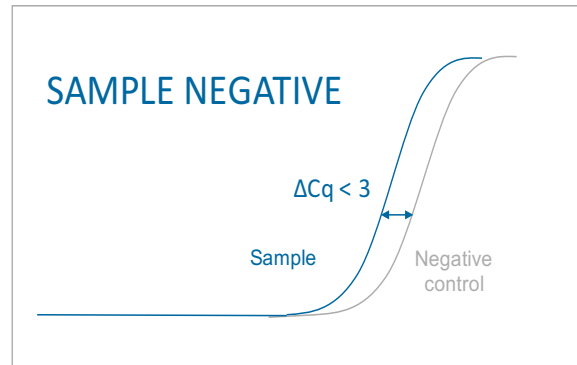 SAMPLE NEGATIVE
ΔCq < 3
Sample
Negative
control